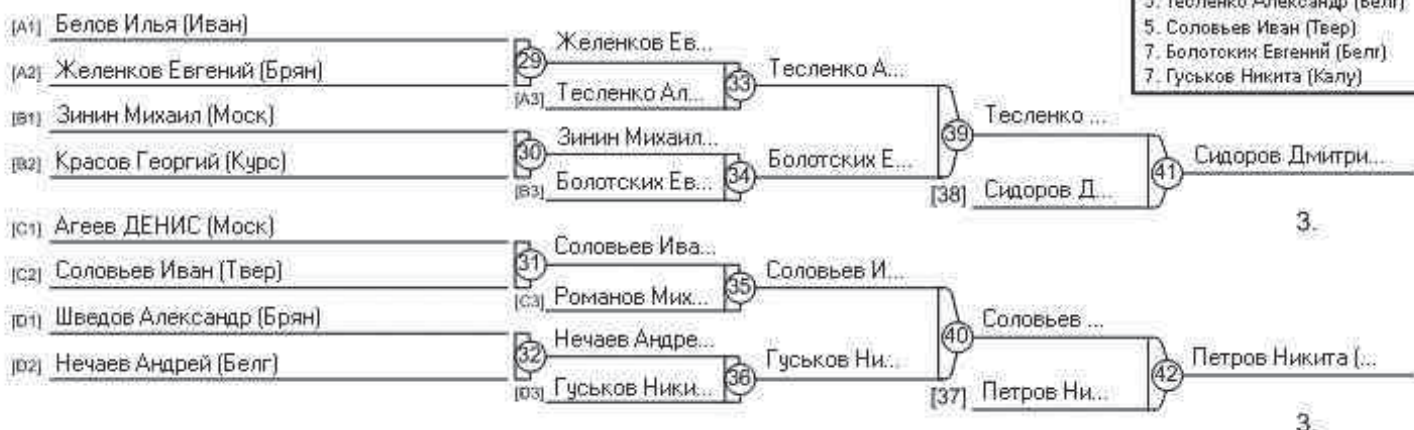 5. Тесленко Александр (Белг)
5. Соловьев Иван (Твер)
7. Болотских Евгений (Белг)
7. Гуськов Никита (Калу)
[A1] Белов Илья (Иван)
[A2] Желенков Евгений (Брян)
[B1] Зинин Михаил (Моск)
[B2] Красов Георгий (Курс)
[C1] Агеев ДЕНИС (Моск)
[C2] Соловьев Иван (Твер)
[D1] Шведов Александр (Брян)
[D2] Нечаев Андрей (Белг)
29
30
31
32
Желенков Ев...
[A3] Тесленко Ал...
Зинин Михаил...
[B3] Болотских Ев...
Соловьев Ива...
[C3] Романов Мих...
Нечаев Андре...
[D3] Гуськов Ники...
33
34
35
36
Тесленко А...
Болотских Е...
Соловьев И...
Гуськов Ни...
39
40
Тесленко ...
[38] Сидоров Д...
Соловьев ...
[37] Петров Ни...
41
42
Сидоров Дмитри...
3.
Петров Никита (...
3.